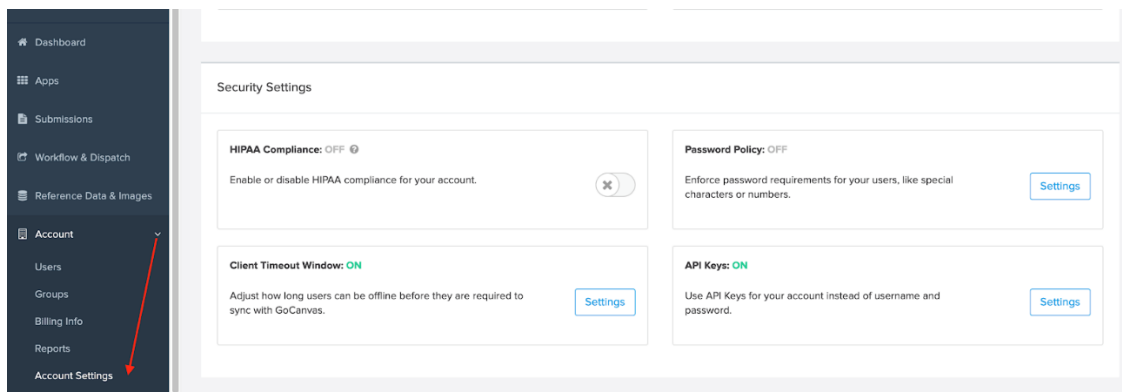 Dashboard
Apps
Submissions
Workflow & Dispatch
Reference Data & Images
Account
Users
Groups
Billing Info
Reports
Account Settings
Security Settings
HIPAA Compliance: OFF
Enable or disable HIPAA compliance for your account.
Password Policy: OFF
Enforce password requirements for your users, like special
characters or numbers.
Settings
Client Timeout Window: ON
Adjust how long users can be offline before they are required to
sync with GoCanvas.
Settings
API Keys: ON
Use API Keys for your account instead of username and
password.
Settings